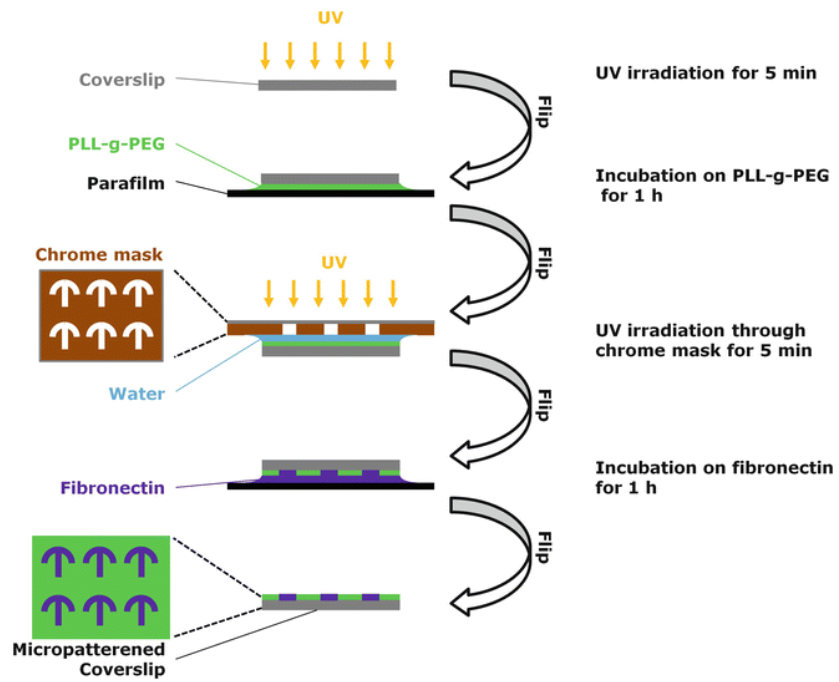 UV
Coverslip
UV irradiation for 5 min
Flip
PLL-g-PEG
Parafilm
Incubation on PLL-g-PEG
for 1 h
Flip
Chrome mask
UV
UV irradiation through
chrome mask for 5 min
Water
Flip
Fibronectin
Incubation on fibronectin
for 1 h
Flip
Micropatterened
Coverslip